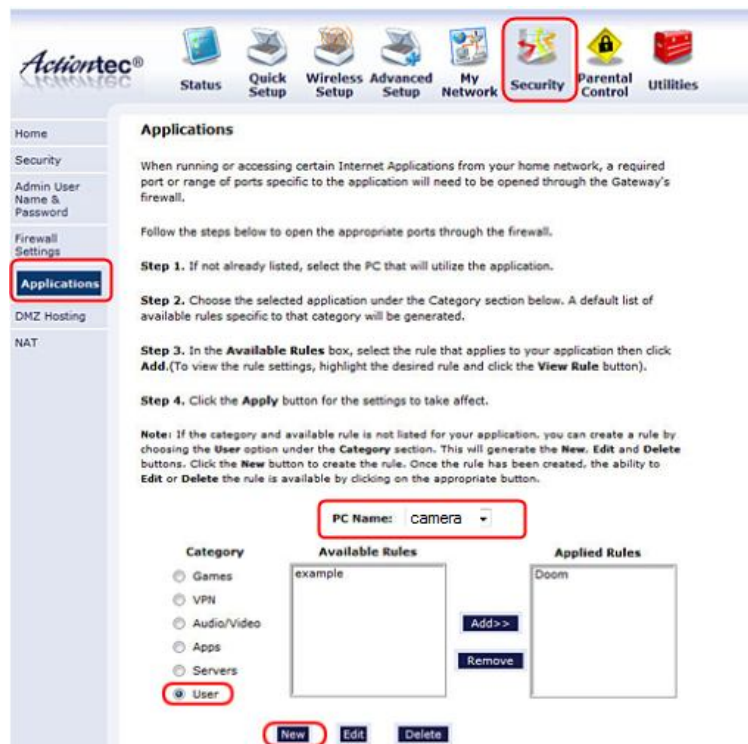 Actiontec®
Status
Quick Setup
Wireless Setup
Advanced Setup
My Network
Security
Parental Control
Utilities
Home
Security
Admin User
Name &
Password
Firewall
Settings
Applications
DMZ Hosting
NAT
Applications
When running or accessing certain Internet Applications from your home network, a required
port or range of ports specific to the application will need to be opened through the Gateway's
firewall.
Follow the steps below to open the appropriate ports through the firewall.
Step 1. If not already listed, select the PC that will utilize the application.
Step 2. Choose the selected application under the Category section below. A default list of
available rules specific to that category will be generated.
Step 3. In the Available Rules box, select the rule that applies to your application then click
Add.(To view the rule settings, highlight the desired rule and click the View Rule button).
Step 4. Click the Apply button for the settings to take affect.
Note: If the category and available rule is not listed for your application, you can create a rule by
choosing the User option under the Category section. This will generate the New, Edit and Delete
buttons. Click the New button to create the rule. Once the rule has been created, the ability to
Edit or Delete the rule is available by clicking on the appropriate button.
PC Name: camera
Category
Available Rules
Applied Rules
Games
VPN
Audio/Video
Apps
Servers
User
example
Add>>
Remove
Doom
New
Edit
Delete